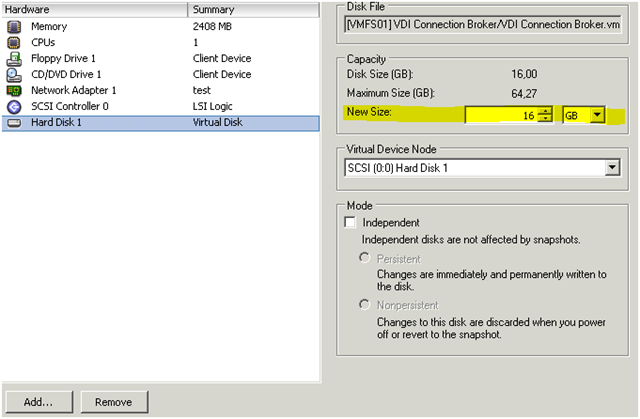 Hardware Summary
Memory 2408 MB
CPUs 1
Floppy Drive 1 Client Device
CD/DVD Drive 1 Client Device
Network Adapter 1 test
SCSI Controller 0 LSI Logic
Hard Disk 1 Virtual Disk
Add...
Remove
Disk File
[VMFS01] VDI Connection Broker/VDI Connection Broker.vm
Capacity
Disk Size (GB): 16,00
Maximum Size (GB): 64,27
New Size: 16 GB
Virtual Device Node
SCSI (0:0) Hard Disk 1
Mode
Independent
Independent disks are not affected by snapshots.
Persistent
Changes are immediately and permanently written to
the disk.
Nonpersistent
Changes to this disk are discarded when you power
off or revert to the snapshot.